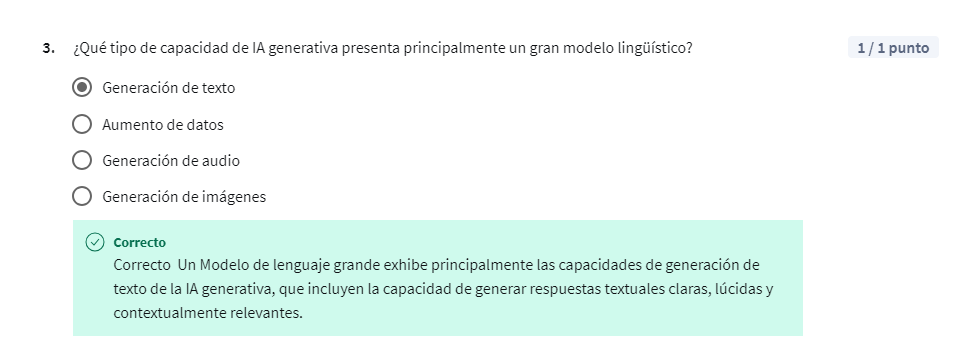 3. ¿Qué tipo de capacidad de IA generativa presenta principalmente un gran modelo lingüístico?
1 / 1 punto
Generación de texto
Aumento de datos
Generación de audio
Generación de imágenes
Correcto
Correcto Un Modelo de lenguaje grande exhibe principalmente las capacidades de generación de
texto de la IA generativa, que incluyen la capacidad de generar respuestas textuales claras, lúcidas y
contextualmente relevantes.